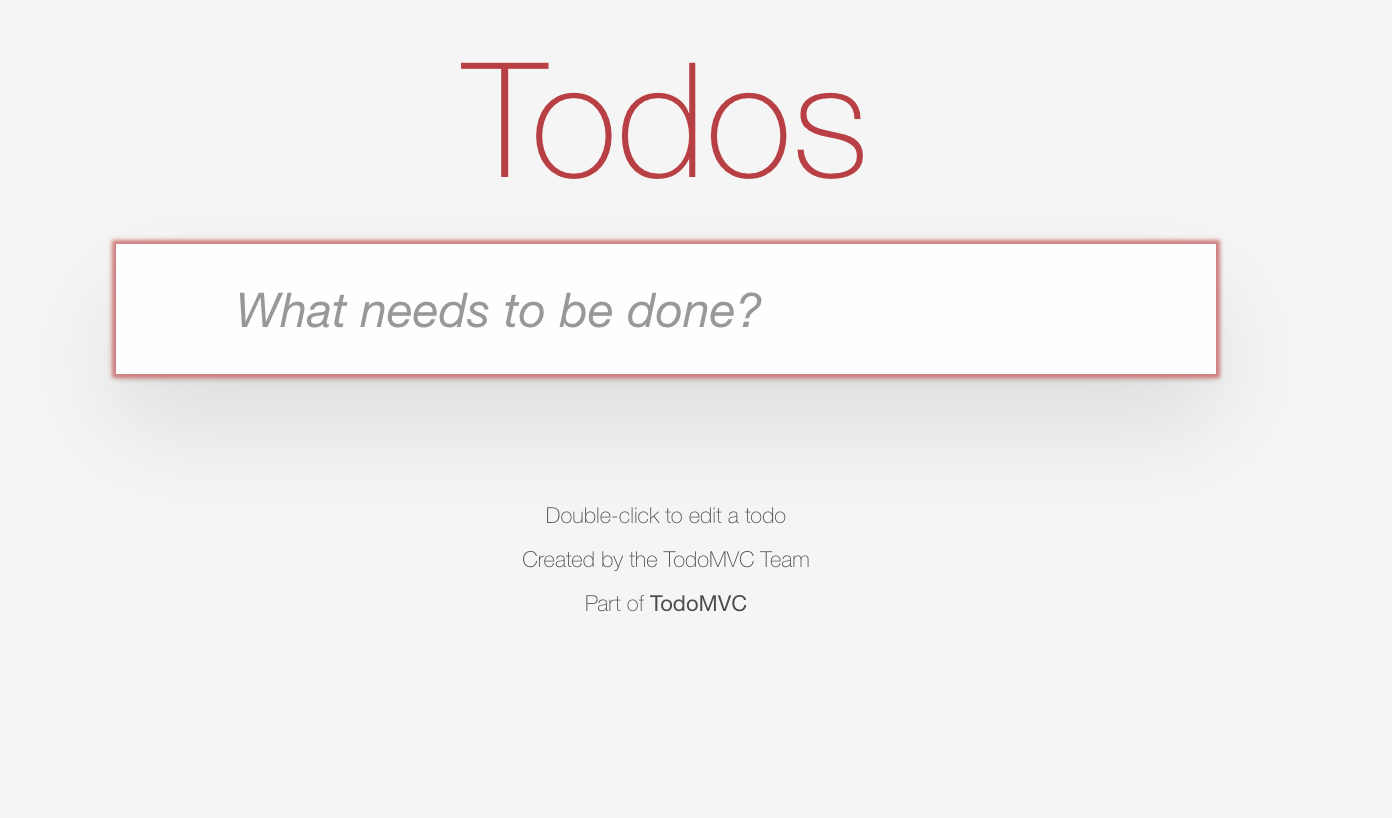 Todos
What needs to be done?
Double-click to edit a todo
Created by the TodoMVC Team
Part of TodoMVC